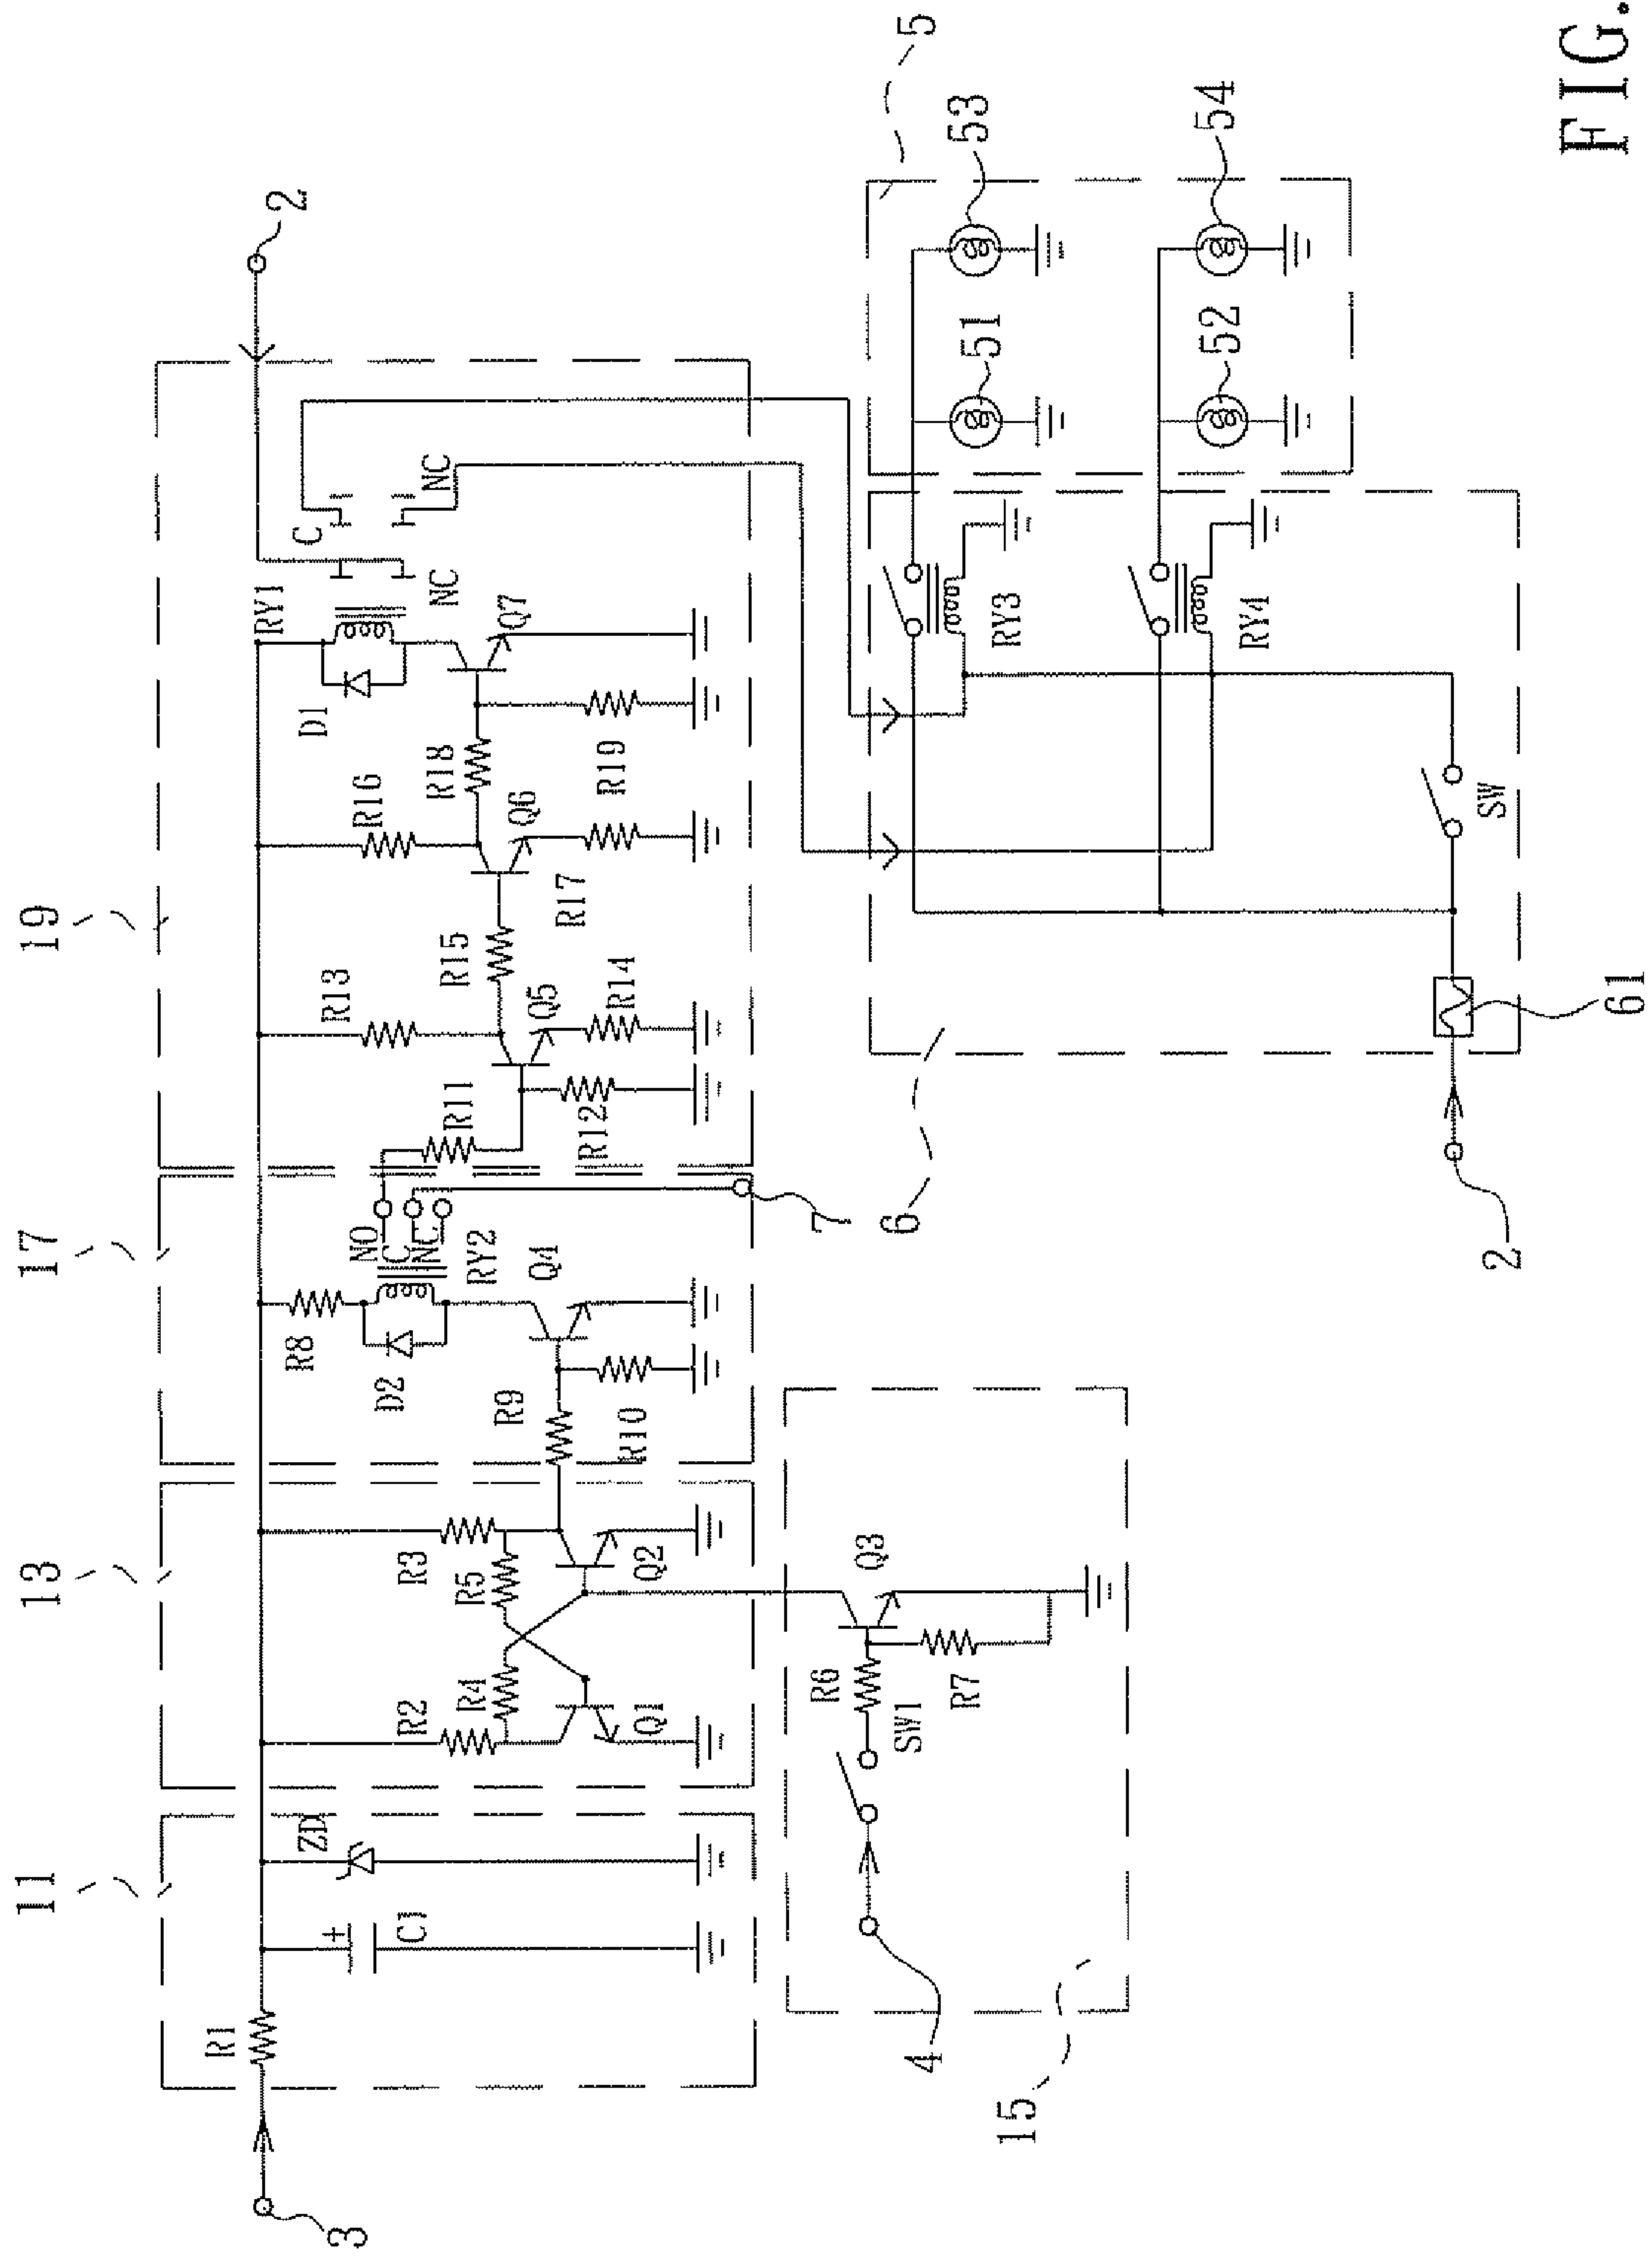 11
13
17
19
2
3
R1
C1
+
ZD
R2
R3
R4
R5
Q1
Q2
R8
D2
NO
C
NC
RY2
Q4
R9
R10
7
R11
R12
R13
Q5
R14
R15
R16
Q6
R17
R18
R19
D1
RY1
Q7
NC
C
NC
15
4
SW1
R6
R7
Q3
6
2
61
SW
RY3
RY4
5
51
52
53
54
FIG.